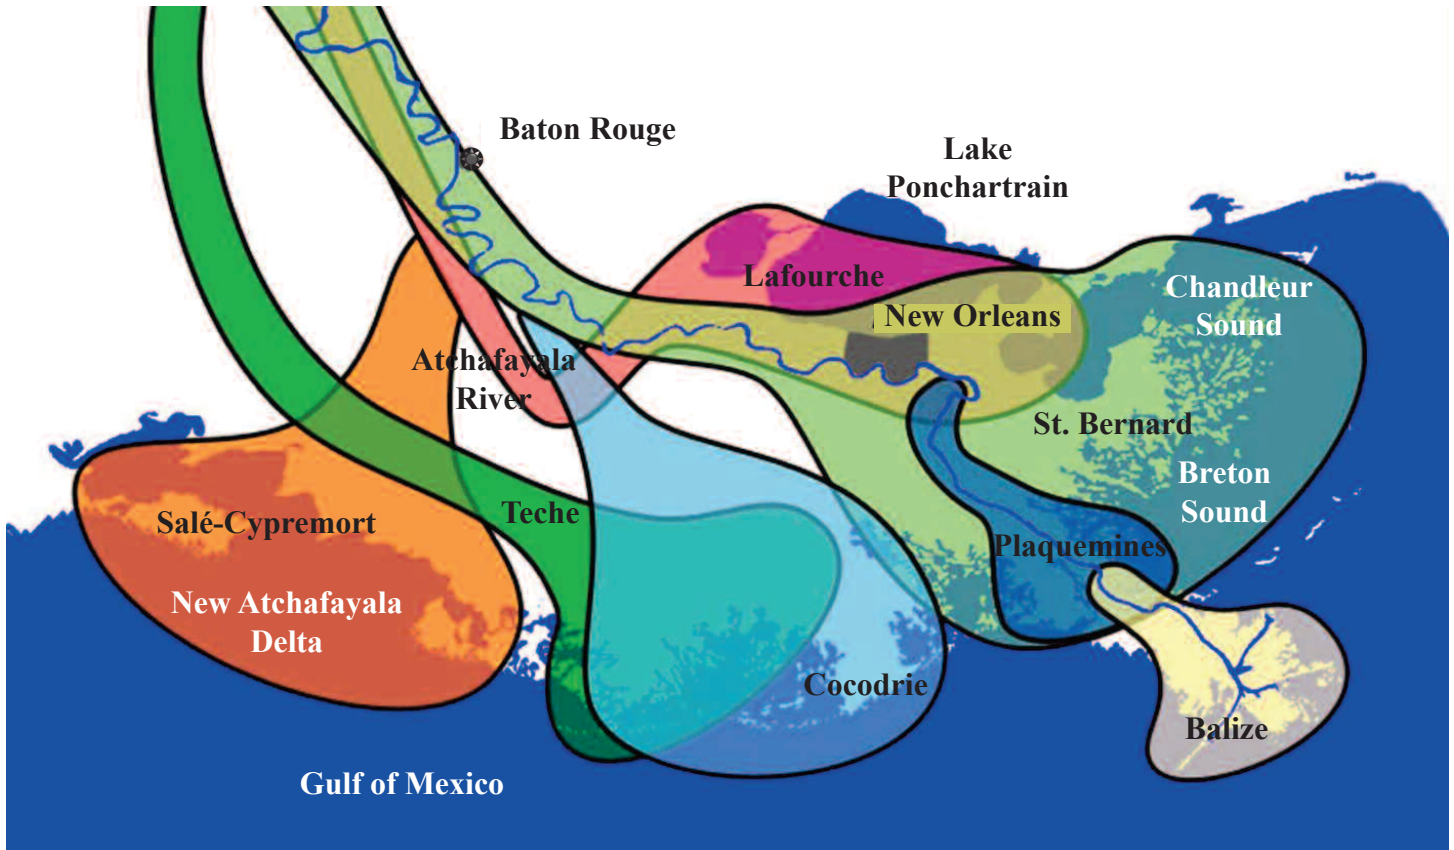 Baton Rouge
Lake
Ponchartrain
Lafourche
Chandleur
Sound
New Orleans
Atchafayala
River
St. Bernard
Breton
Sound
Salé-Cypremort
Teche
Plaquemines
New Atchafayala
Delta
Cocodrie
Balize
Gulf of Mexico